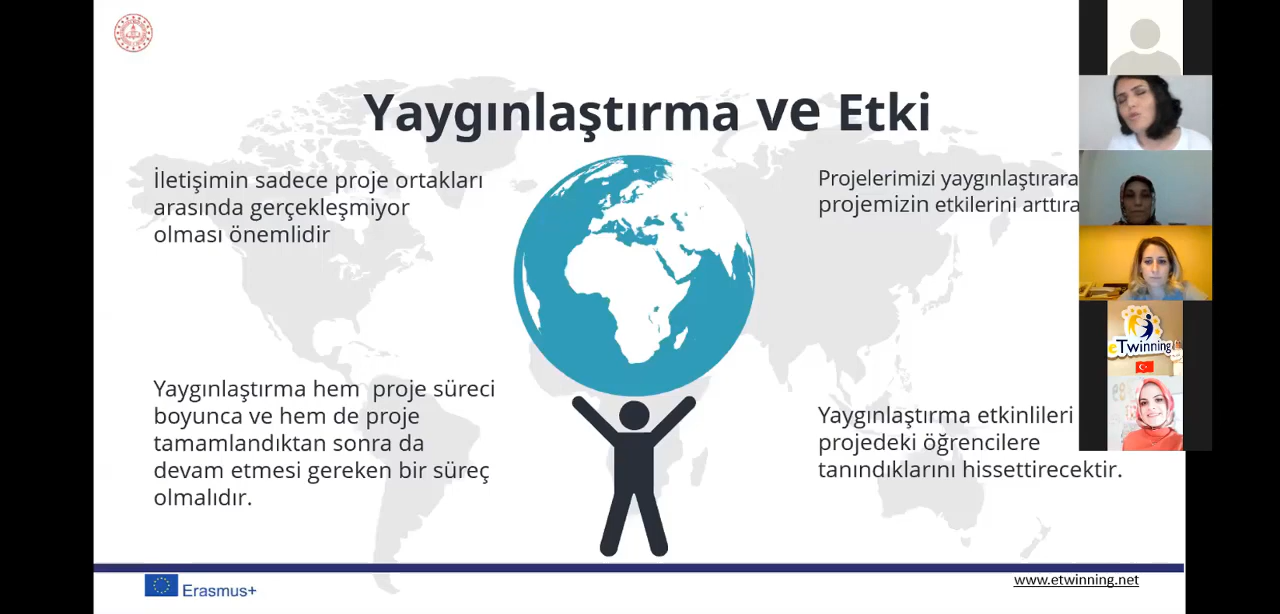 Yaygınlaştırma ve Etki
İletişimin sadece proje ortakları
arasında gerçekleşmiyor
olması önemlidir
Projelerimizi yaygınlaştırara
projemizin etkilerini arttıra
Yaygınlaştırma hem proje süreci
boyunca ve hem de proje
tamamlandıktan sonra da
devam etmesi gereken bir süreç
olmalıdır.
Yaygınlaştırma etkinlileri
projedeki öğrencilere
tanındıklarını hissettirecektir.
eTwinning
Erasmus+
www.etwinning.net